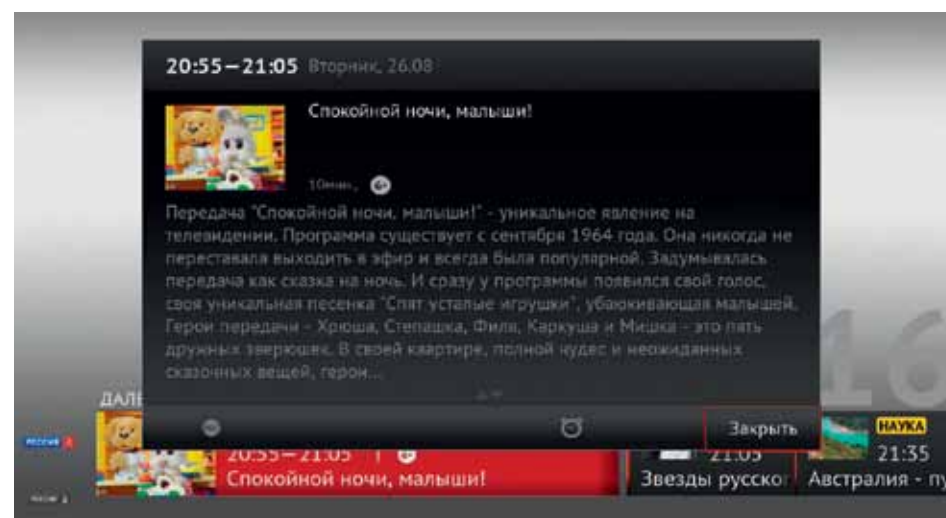 20:55—21:05 Вторник, 26.08
Спокойной ночи, малыши!
10мин.,
Передача "Спокойной ночи, малыши!" - уникальное явление на
телевидении. Программа существует с сентября 1964 года. Она никогда не
переставала выходить в эфир и всегда была популярной. Задумывалась
передача как сказка на ночь. И сразу у программы появился свой голос,
своя уникальная песенка "Спят усталые игрушки", убаюкивающая малышей.
Герои передачи - Хрюша, Степашка, Филя, Каркуша и Мишка - это пять
дружных зверюшек. В своей квартире, полной чудес и неожиданных
сказочных вещей, герои...
16
ДАЛЬ
Закрыть
НАУКА
РОССИЯ
20:55—21:05
21:05
21:35
Спокойной ночи, малыши!
Звезды русског
Австралия - пу